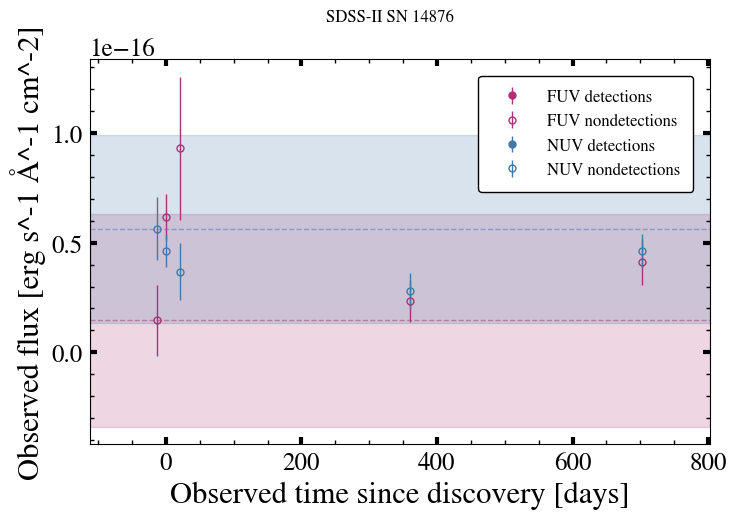 SDSS-II SN 14876
1e−16
FUV detections
FUV nondetections
NUV detections
NUV nondetections
1.0
0.5
0.0
Observed flux [erg s^-1 Å^-1 cm^-2]
0 200 400 600 800
Observed time since discovery [days]